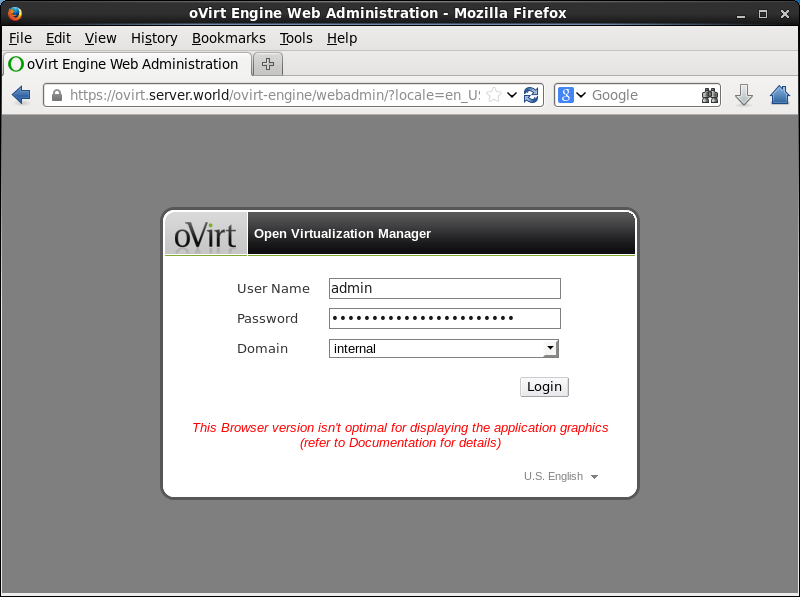 oVirt Engine Web Administration - Mozilla Firefox
File Edit View History Bookmarks Tools Help
oVirt Engine Web Administration
https://ovirt.server.world/ovirt-engine/webadmin/?locale=en_US
Google
oVirt
Open Virtualization Manager
User Name admin
Password •••••••••••••••••••••••
Domain internal
Login
This Browser version isn't optimal for displaying the application graphics
(refer to Documentation for details)
U.S. English